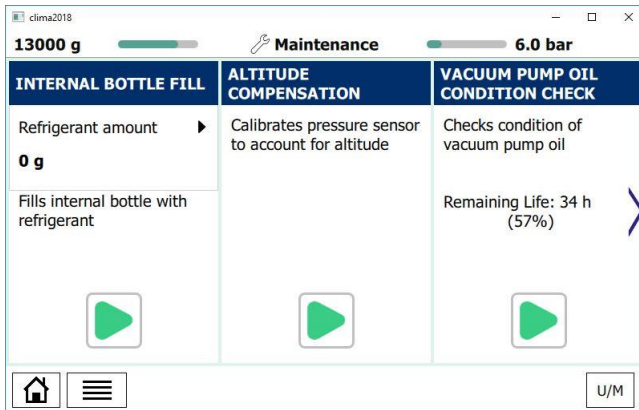 clima2018
13000 g
Maintenance
6.0 bar
INTERNAL BOTTLE FILL
Refrigerant amount
0 g
Fills internal bottle with
refrigerant
ALTITUDE
COMPENSATION
Calibrates pressure sensor
to account for altitude
VACUUM PUMP OIL
CONDITION CHECK
Checks condition of
vacuum pump oil
Remaining Life: 34 h
(57%)
U/M